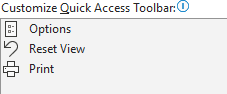 Customize Quick Access Toolbar:
Options
Reset View
Print